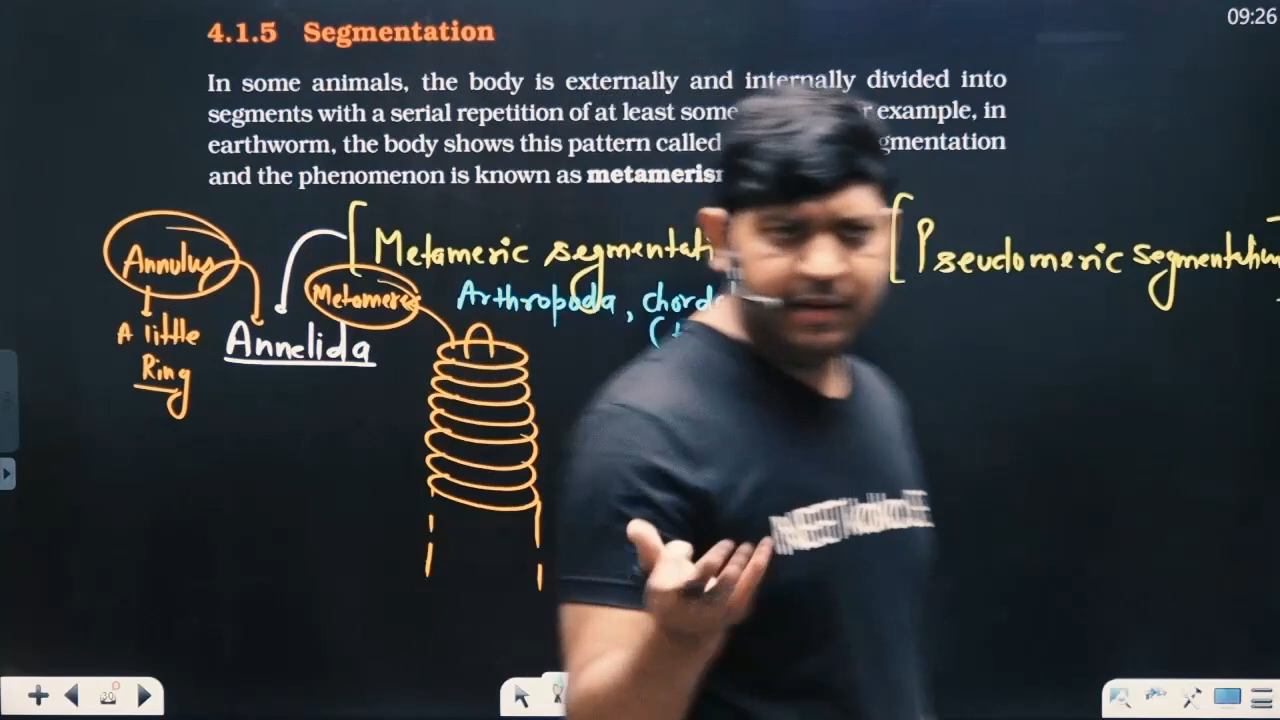 09:26
4.1.5 Segmentation
In some animals, the body is externally and internally divided into
segments with a serial repetition of at least some example, in
earthworm, the body shows this pattern called
and the phenomenon is known as
Annulus
[Metameric
[Pseudomeric segmentation]
Metameres
Arthropoda,
A little
Ring
Annelida